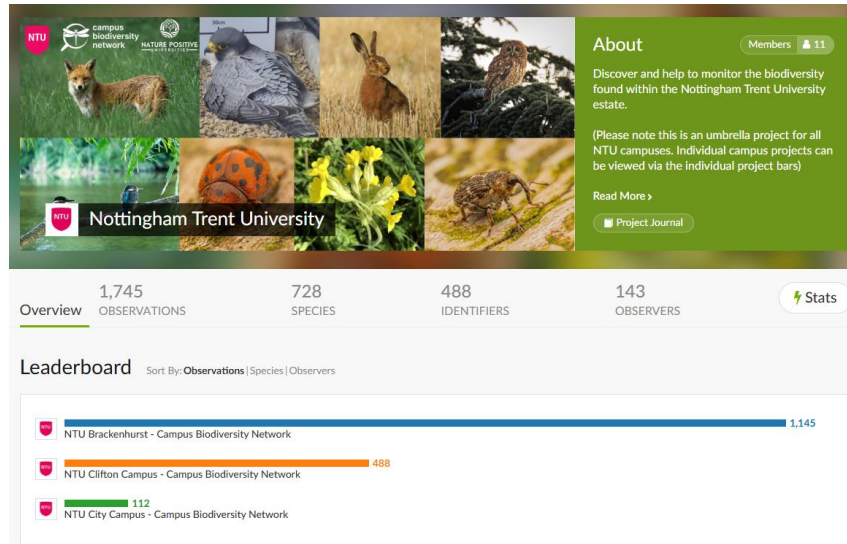 NTU
campus
biodiversity
network
NATURE POSITIVE
UNIVERSITIES
30cm
NTU
Nottingham Trent University
About
Members 11
Discover and help to monitor the biodiversity
found within the Nottingham Trent University
estate.
(Please note this is an umbrella project for all
NTU campuses. Individual campus projects can
be viewed via the individual project bars)
Read More ›
Project Journal
Overview
1,745
OBSERVATIONS
728
SPECIES
488
IDENTIFIERS
143
OBSERVERS
Stats
Leaderboard Sort By: Observations | Species | Observers
NTU
1,145
NTU Brackenhurst - Campus Biodiversity Network
NTU
488
NTU Clifton Campus - Campus Biodiversity Network
NTU
112
NTU City Campus - Campus Biodiversity Network